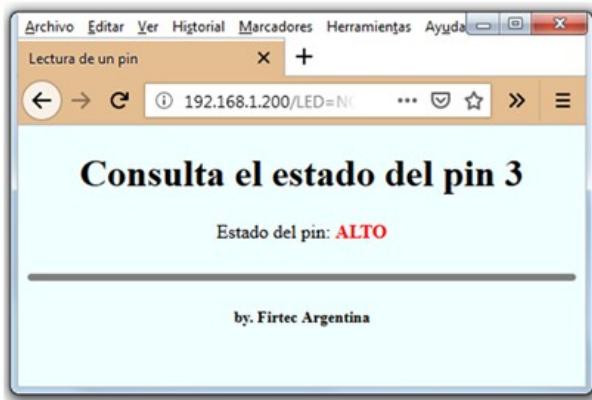 Archivo Editar Ver Historial Marcadores Herramientas Ayuda
Lectura de un pin
192.168.1.200/LED=N
Consulta el estado del pin 3
Estado del pin: ALTO
by. Firtec Argentina